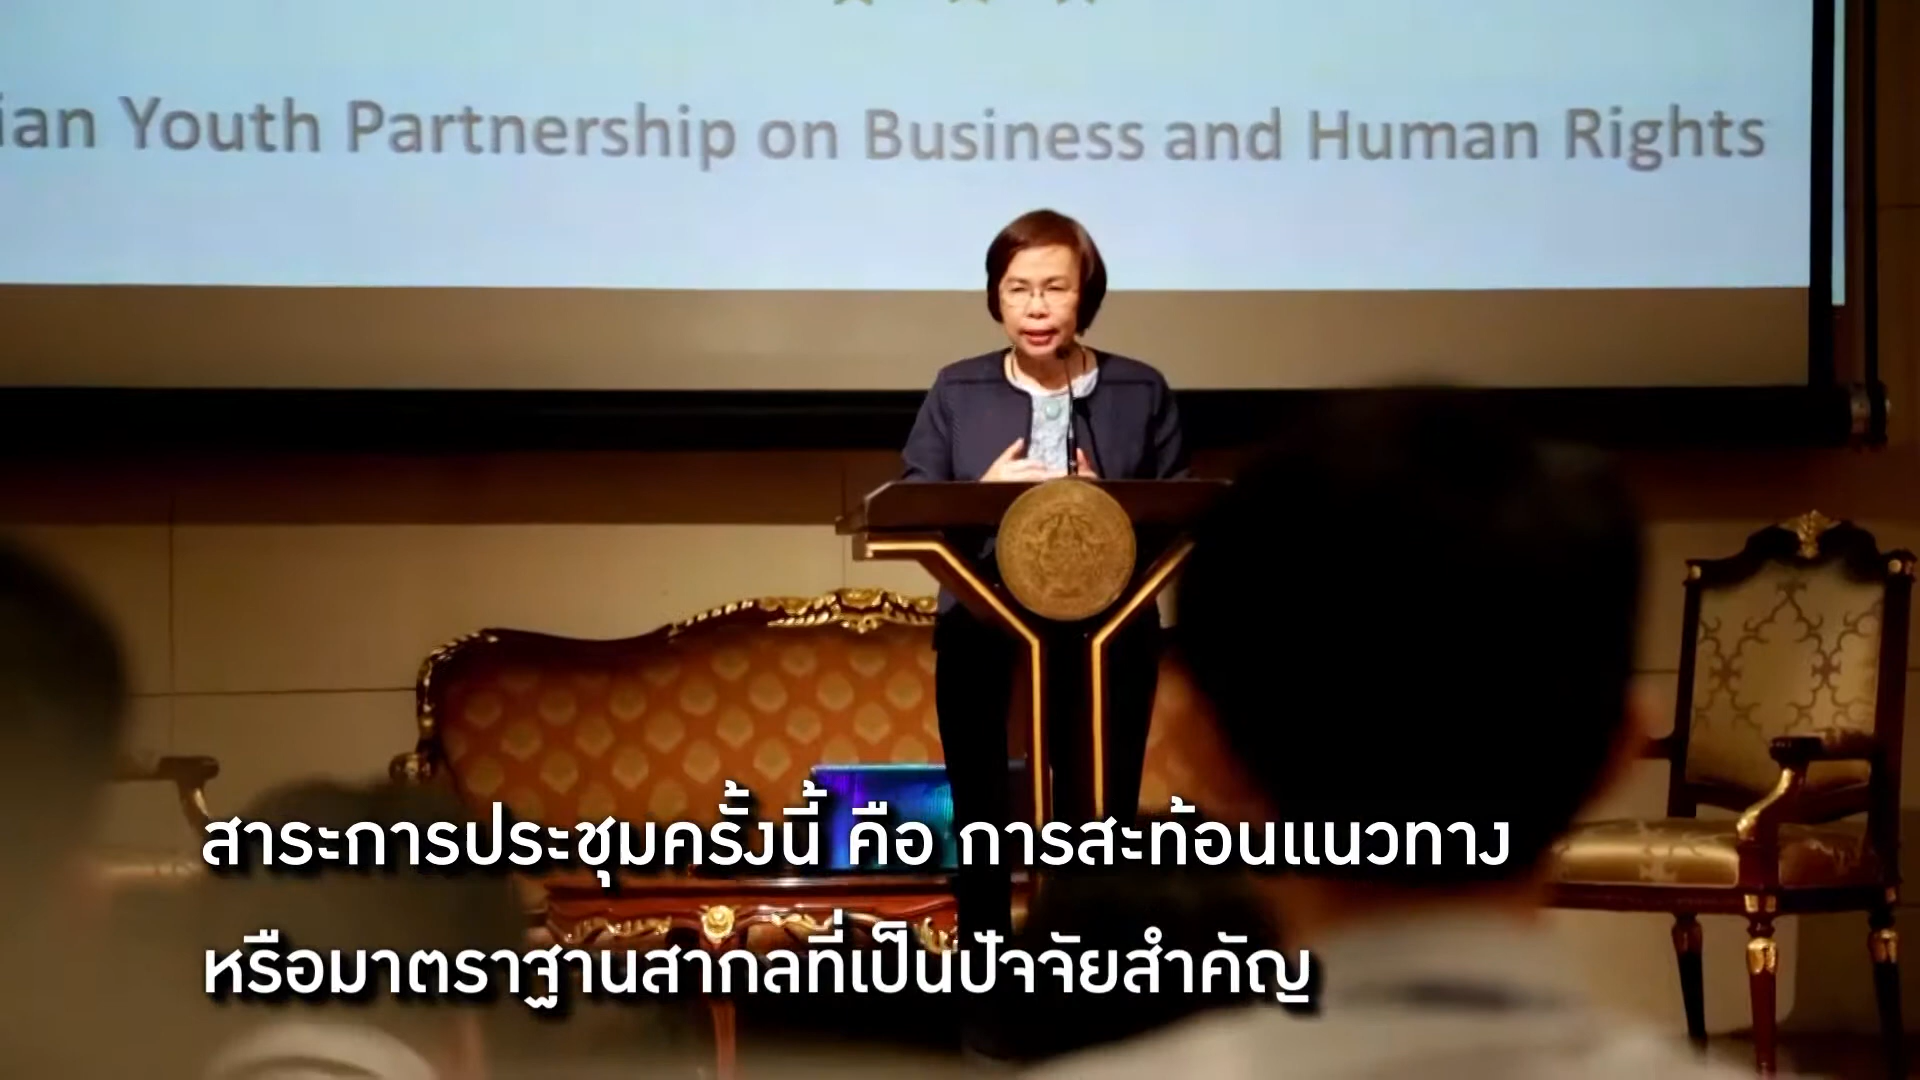 Youth Partnership on Business and Human Rights
สาระการประชุมครั้งนี้ คือ การสะท้อนแนวทาง
หรือมาตราฐานสากลที่เป็นปัจจัยสำคัญ